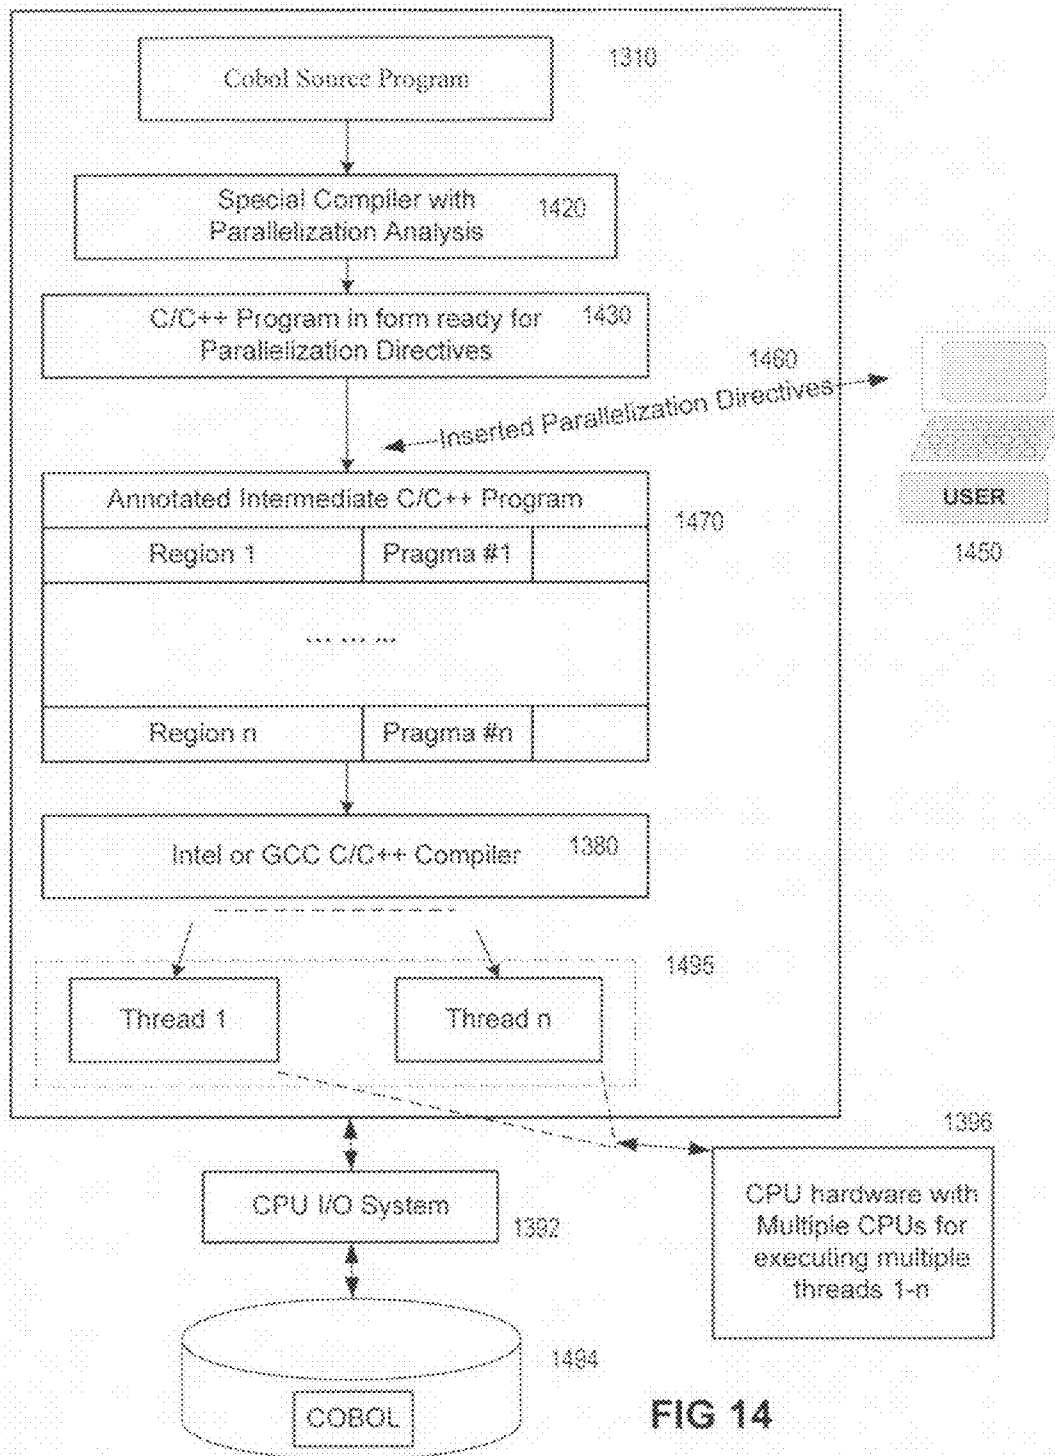 Cobol Source Program
1310
Special Compiler with
Parallelization Analysis
1420
C/C++ Program in form ready for
Parallelization Directives
1430
1460
Inserted Parallelization Directives
USER
1450
Annotated Intermediate C/C++ Program
1470
Region 1
Pragma #1
... ... ...
Region n
Pragma #n
Intel or GCC C/C++ Compiler
1380
1495
Thread 1
Thread n
1396
CPU hardware with
Multiple CPUs for
executing multiple
threads 1-n
CPU I/O System
1392
1494
COBOL
FIG 14